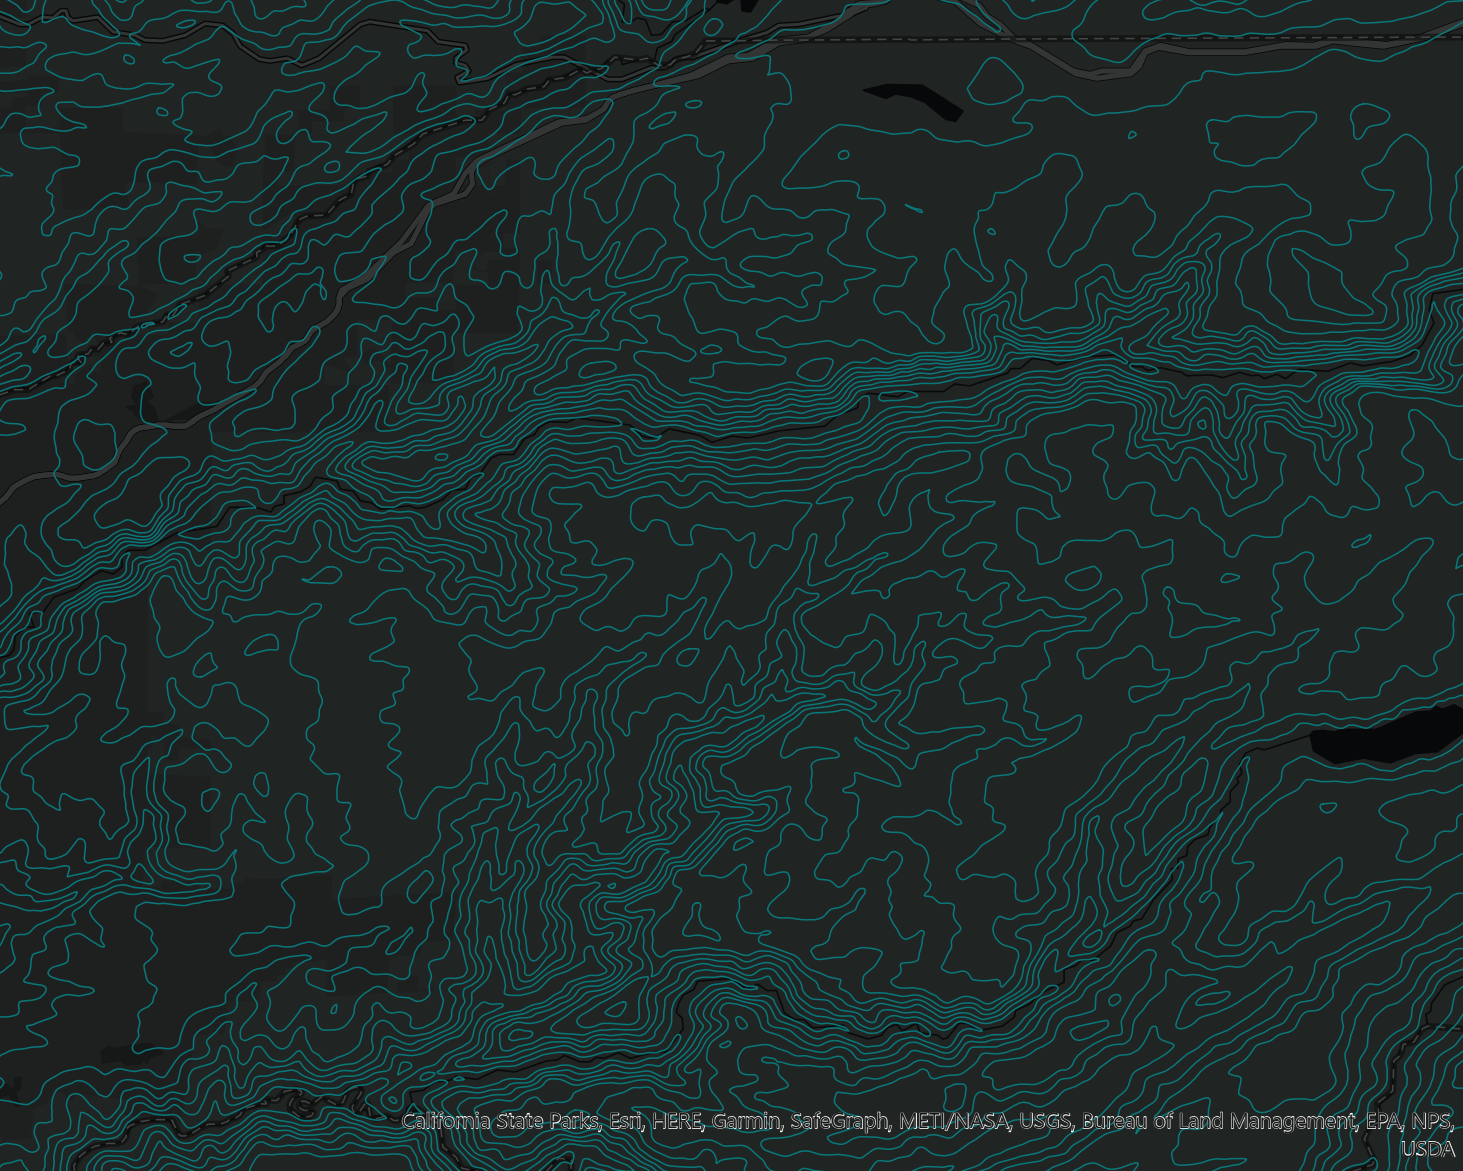 California State Parks, Esri, HERE, Garmin, SafeGraph, METI/NASA, USGS, Bureau of Land Management, EPA, NPS,
USDA